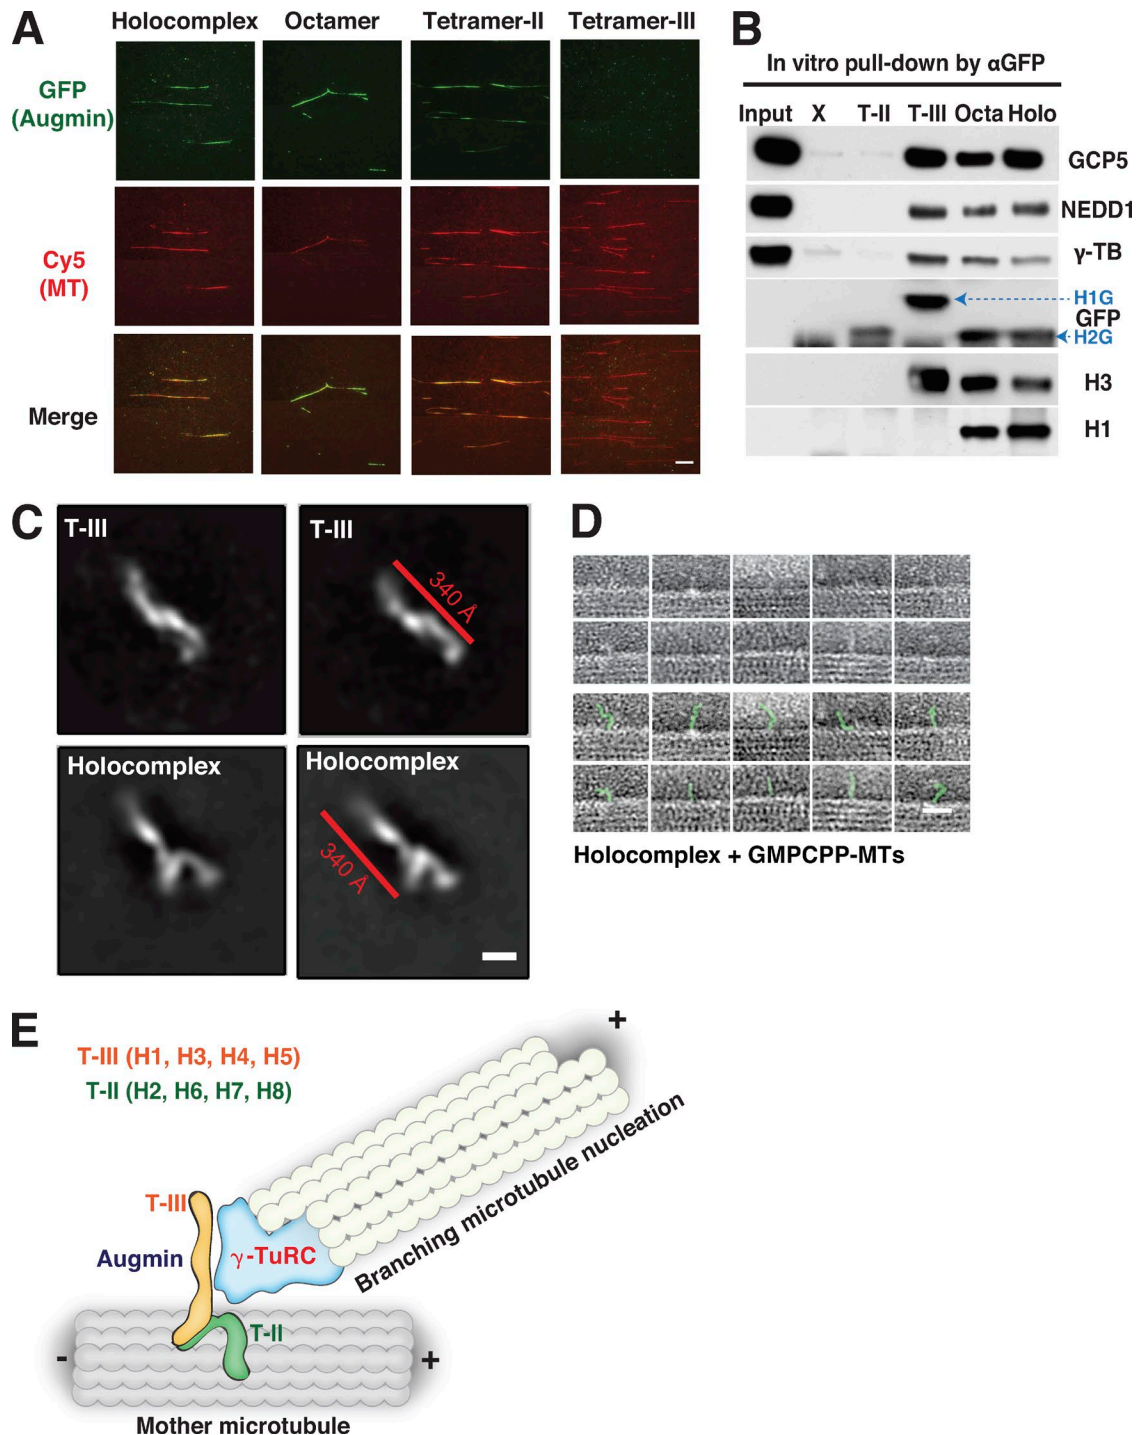 A
Holocomplex Octamer Tetramer-II Tetramer-III
GFP
(Augmin)
Cy5
(MT)
Merge
B
In vitro pull-down by αGFP
Input X T-II T-III Octa Holo
GCP5
NEDD1
γ-TB
H1G
GFP
H2G
H3
H1
C
T-III
T-III
340 Å
Holocomplex
Holocomplex
340 Å
D
Holocomplex + GMPCPP-MTs
E
T-III (H1, H3, H4, H5)
T-II (H2, H6, H7, H8)
+
Branching microtubule nucleation
T-III
Augmin
γ-TuRC
T-II
-
+
Mother microtubule